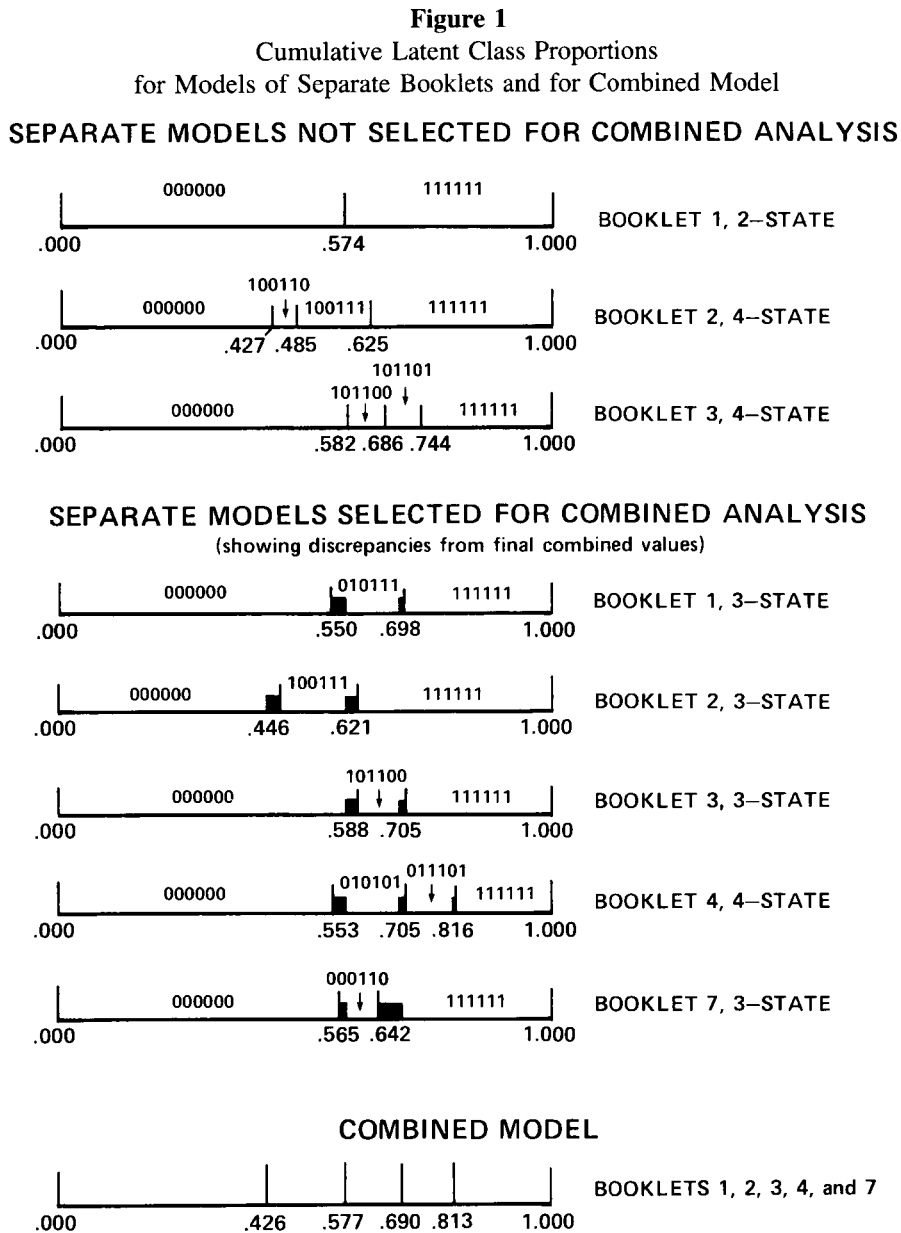 Figure 1
Cumulative Latent Class Proportions
for Models of Separate Booklets and for Combined Model
SEPARATE MODELS NOT SELECTED FOR COMBINED ANALYSIS
000000 111111
BOOKLET 1, 2–STATE
.000 .574 1.000
100110
000000 100111 111111
BOOKLET 2, 4–STATE
.000 .427 .485 .625 1.000
101101
101100
000000 111111
BOOKLET 3, 4–STATE
.000 .582 .686 .744 1.000
SEPARATE MODELS SELECTED FOR COMBINED ANALYSIS
(showing discrepancies from final combined values)
000000 010111 111111
BOOKLET 1, 3–STATE
.000 .550 .698 1.000
100111
000000 111111
BOOKLET 2, 3–STATE
.000 .446 .621 1.000
101100
000000 111111
BOOKLET 3, 3–STATE
.000 .588 .705 1.000
011101
000000 010101 111111
BOOKLET 4, 4–STATE
.000 .553 .705 .816 1.000
000110
000000 111111
BOOKLET 7, 3–STATE
.000 .565 .642 1.000
COMBINED MODEL
BOOKLETS 1, 2, 3, 4, and 7
.000 .426 .577 .690 .813 1.000